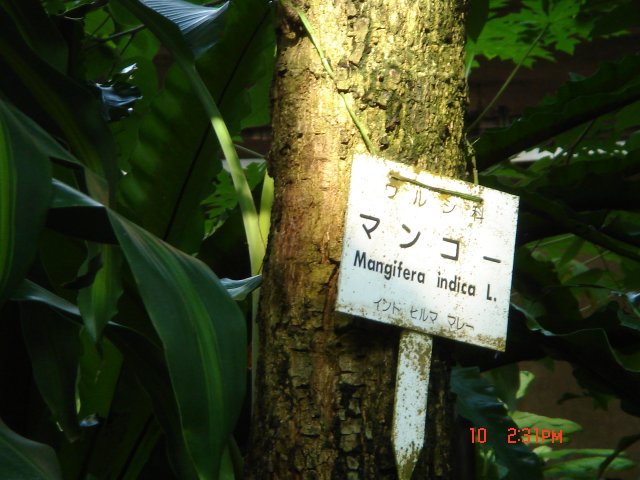 ウルシ科
マンゴー
Mangifera indica L.
インド ビルマ マレー
10 2:31PM